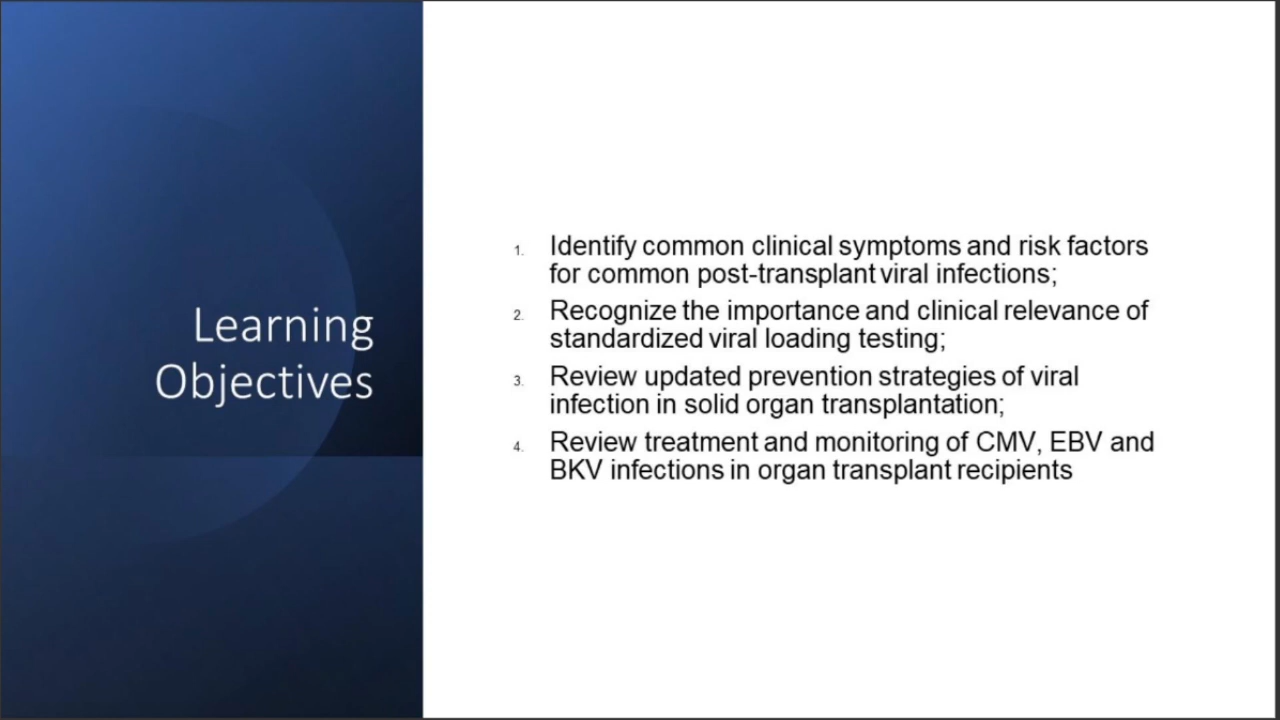 Learning
Objectives
1. Identify common clinical symptoms and risk factors
for common post-transplant viral infections;
2. Recognize the importance and clinical relevance of
standardized viral loading testing;
3. Review updated prevention strategies of viral
infection in solid organ transplantation;
4. Review treatment and monitoring of CMV, EBV and
BKV infections in organ transplant recipients